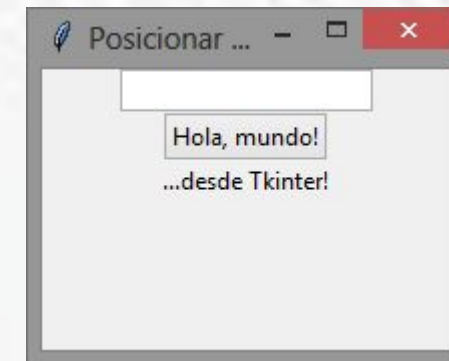 Posicionar ...
Hola, mundo!
...desde Tkinter!